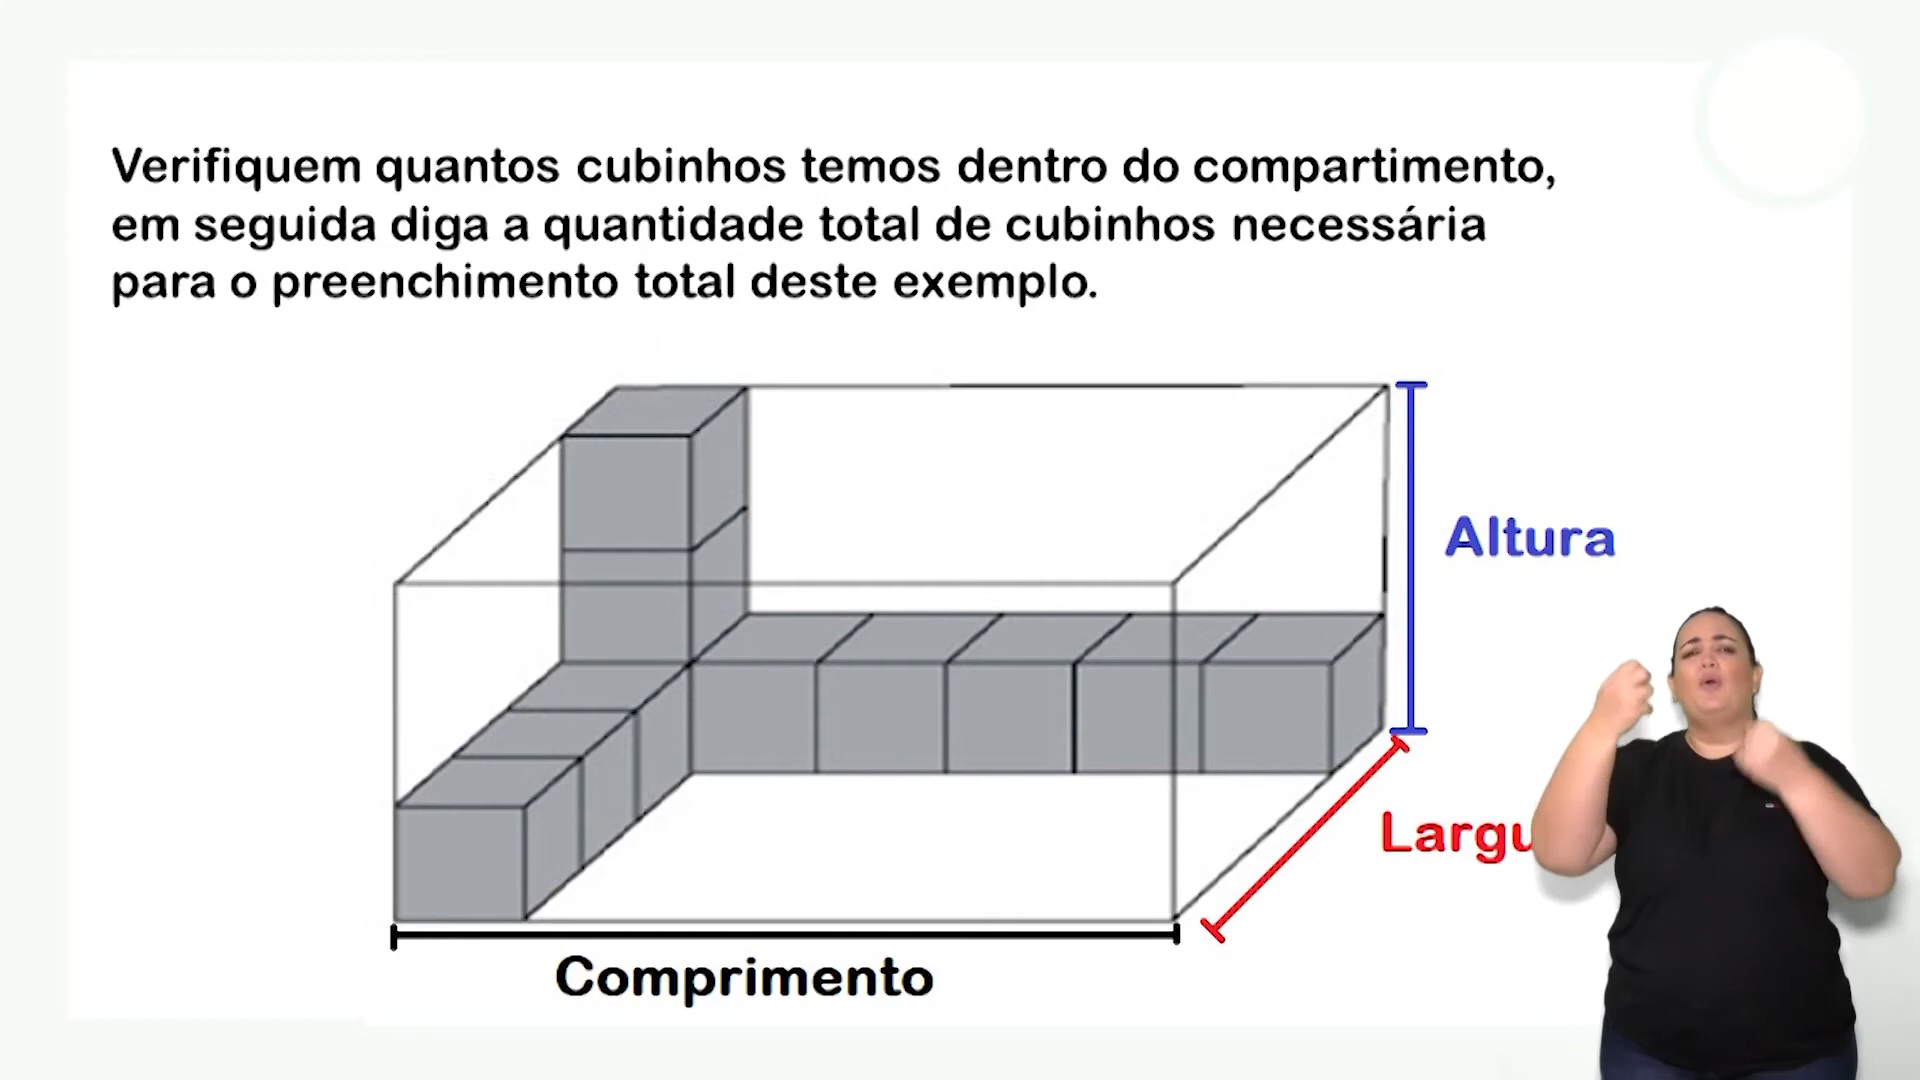 Verifiquem quantos cubinhos temos dentro do compartimento,
em seguida diga a quantidade total de cubinhos necessária
para o preenchimento total deste exemplo.
Altura
Comprimento